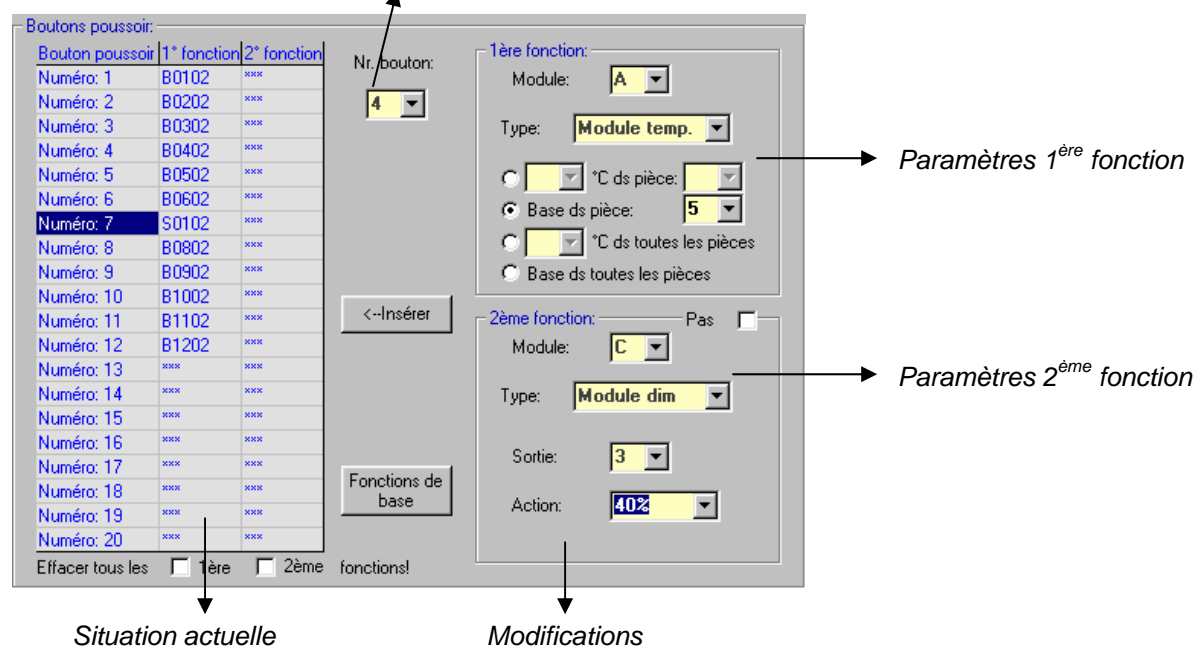 Boutons poussoir:
Bouton poussoir 1° fonction 2° fonction
Numéro: 1 B0102 ***
Numéro: 2 B0202 ***
Numéro: 3 B0302 ***
Numéro: 4 B0402 ***
Numéro: 5 B0502 ***
Numéro: 6 B0602 ***
Numéro: 7 S0102 ***
Numéro: 8 B0802 ***
Numéro: 9 B0902 ***
Numéro: 10 B1002 ***
Numéro: 11 B1102 ***
Numéro: 12 B1202 ***
Numéro: 13 *** ***
Numéro: 14 *** ***
Numéro: 15 *** ***
Numéro: 16 *** ***
Numéro: 17 *** ***
Numéro: 18 *** ***
Numéro: 19 *** ***
Numéro: 20 *** ***
Effacer tous les 1ère 2ème fonctions!
Nr. bouton:
4
<--Insérer
Fonctions de
base
1ère fonction:
Module: A
Type: Module temp.
°C ds pièce:
Base ds pièce: 5
°C ds toutes les pièces
Base ds toutes les pièces
2ème fonction: Pas
Module: C
Type: Module dim
Sortie: 3
Action: 40%
Paramètres 1ère fonction
Paramètres 2ème fonction
Situation actuelle
Modifications